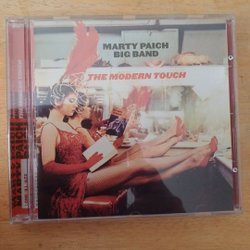 MARTY PAICH
BIG BAND
THE MODERN TOUCH